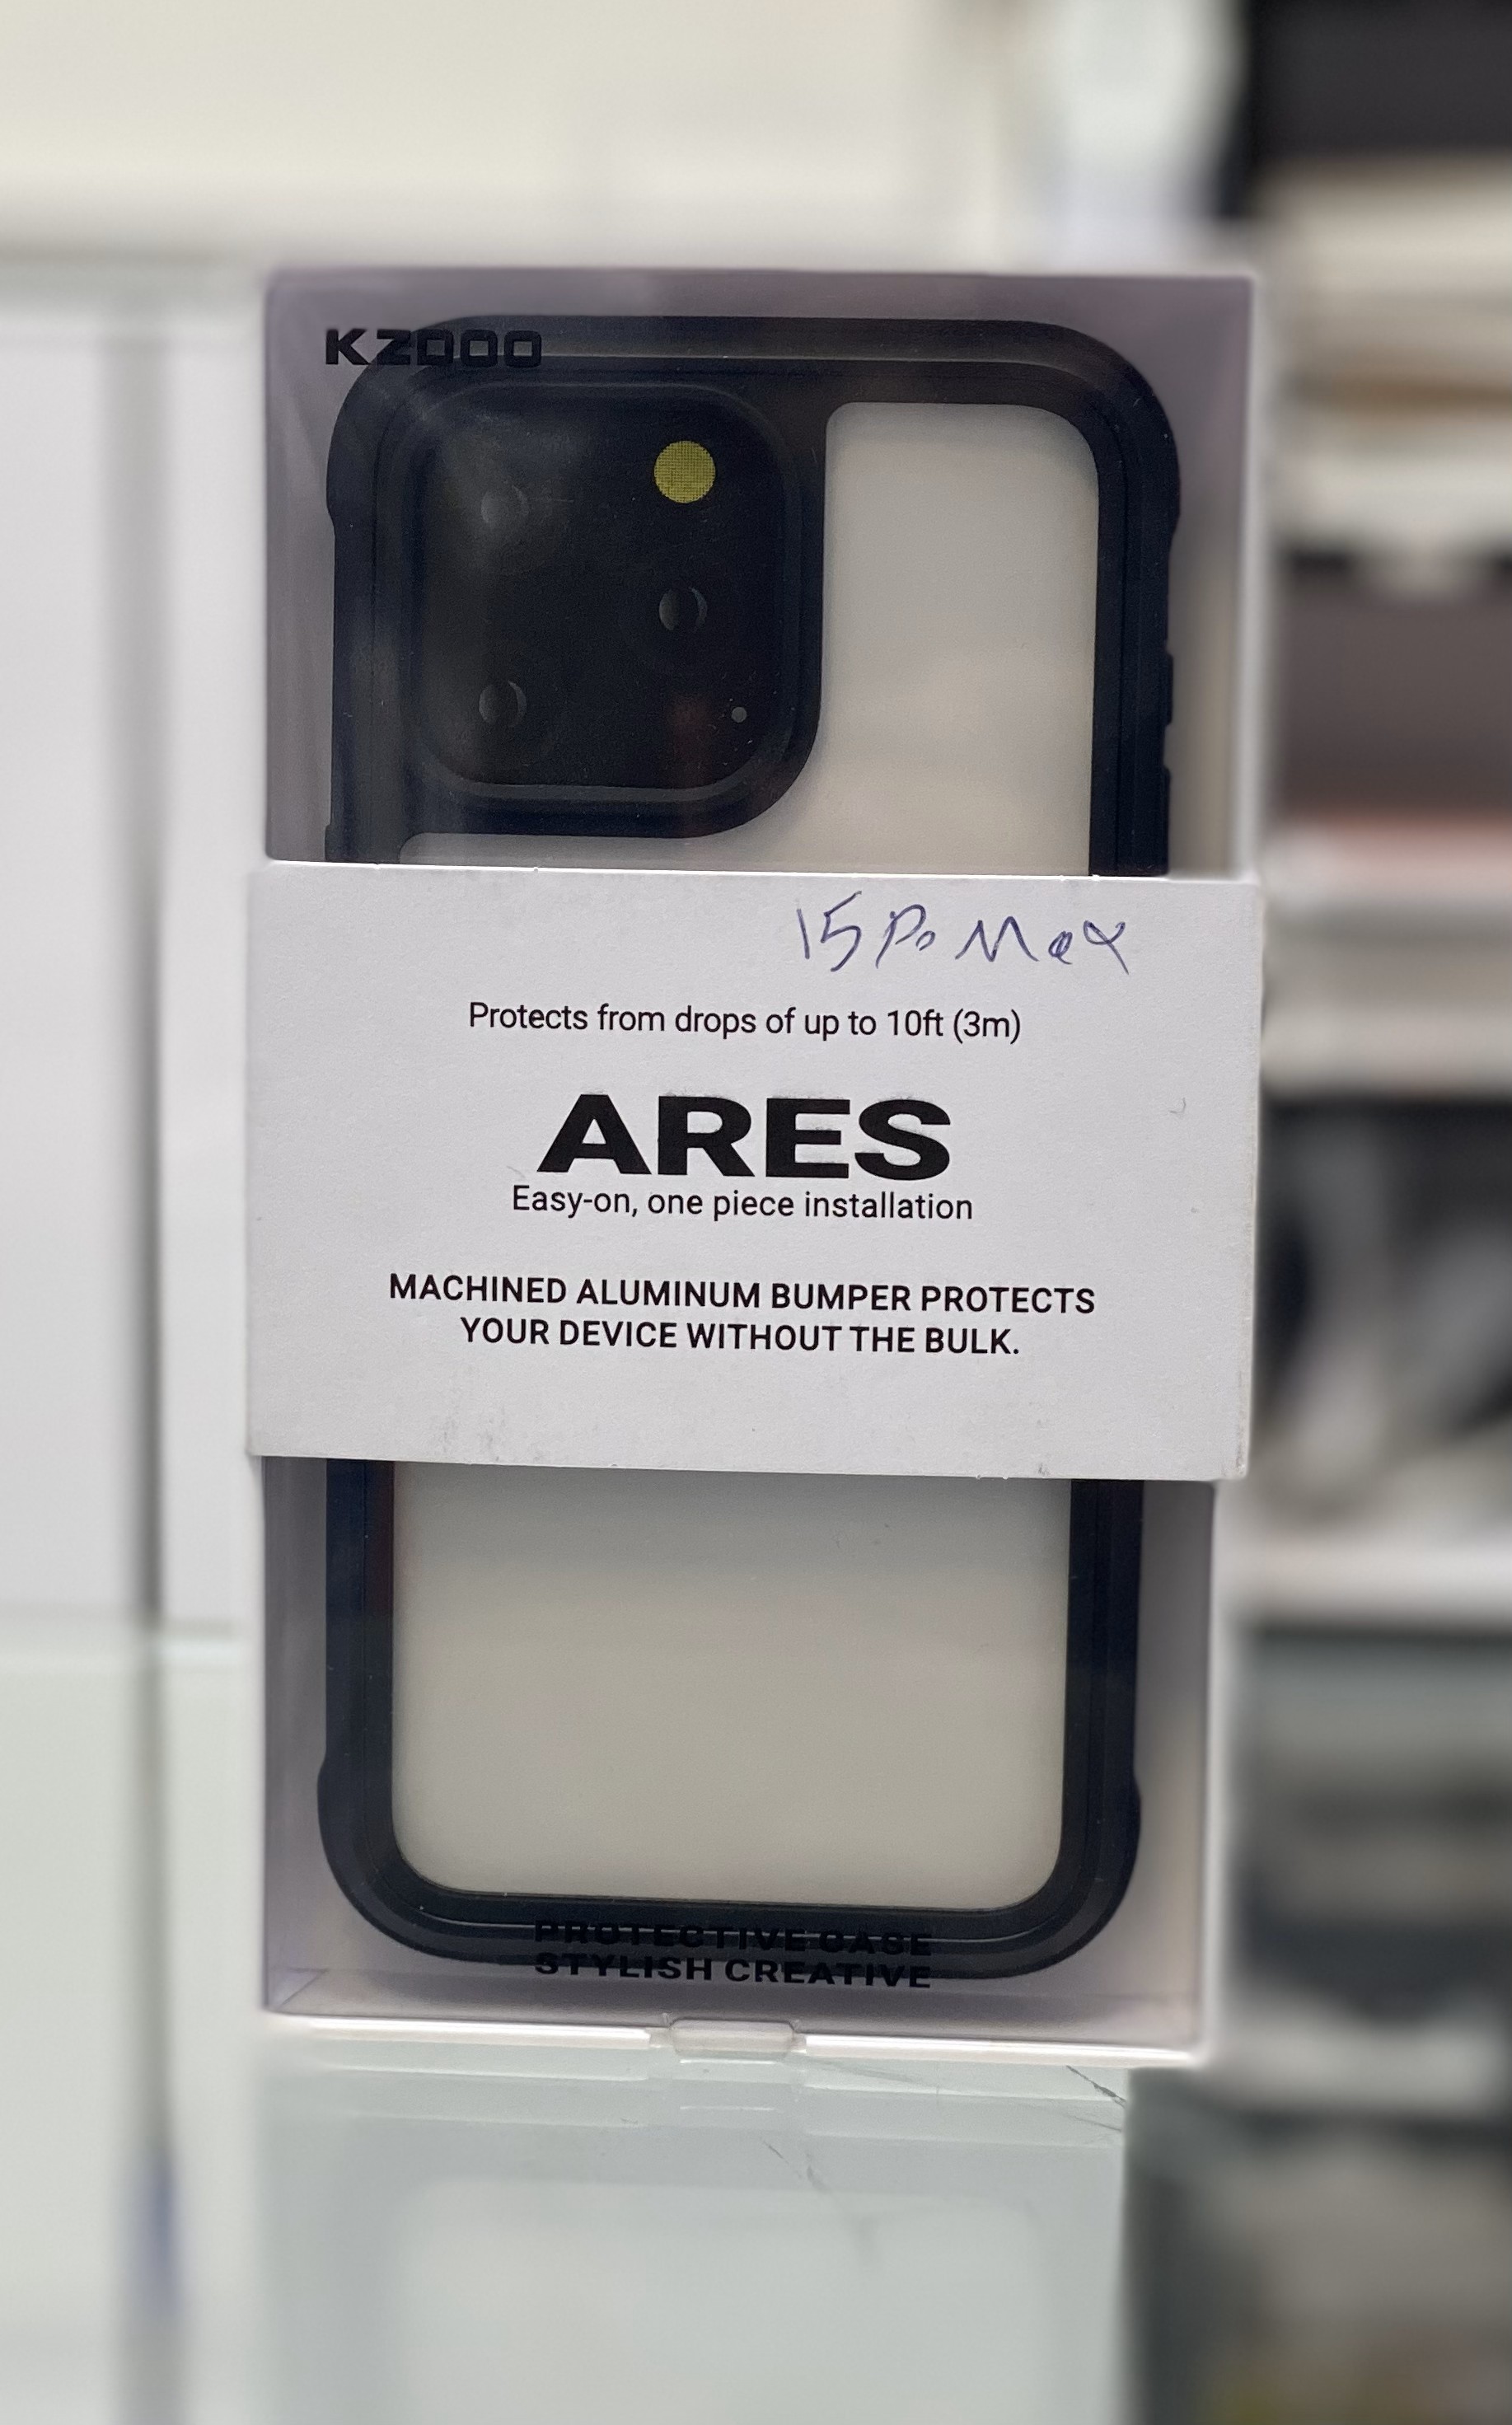 KZDOO
15 Po Max
Protects from drops of up to 10ft (3m)
ARES
Easy-on, one piece installation
MACHINED ALUMINUM BUMPER PROTECTS
YOUR DEVICE WITHOUT THE BULK.
PROTECTIVE CASE
STYLISH CREATIVE